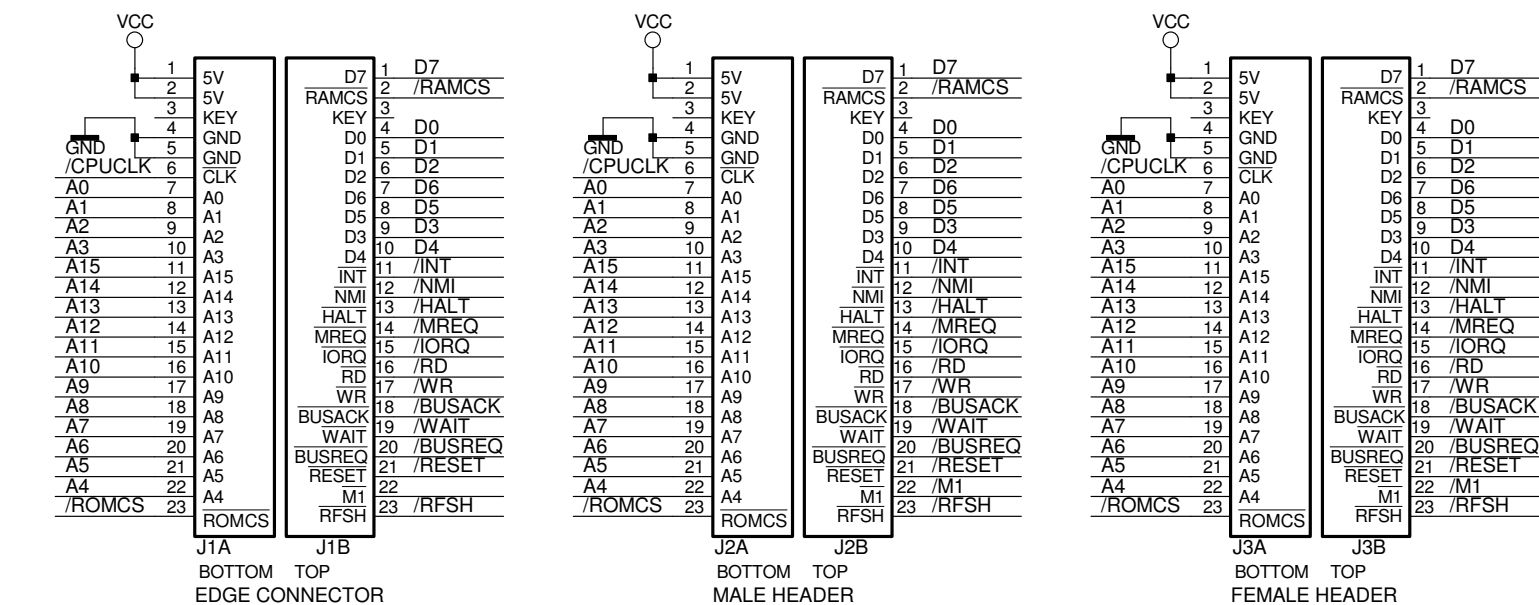 VCC
1 5V
2 5V
3 KEY
4 GND
GND 5 GND
/CPUCLK 6 CLK
A0 7 A0
A1 8 A1
A2 9 A2
A3 10 A3
A15 11 A15
A14 12 A14
A13 13 A13
A12 14 A12
A11 15 A11
A10 16 A10
A9 17 A9
A8 18 A8
A7 19 A7
A6 20 A6
A5 21 A5
A4 22 A4
/ROMCS 23 ROMCS
J1A
BOTTOM
D7 1 D7
RAMCS 2 /RAMCS
KEY 3
D0 4 D0
D1 5 D1
D2 6 D2
D6 7 D6
D5 8 D5
D3 9 D3
D4 10 D4
INT 11 /INT
NMI 12 /NMI
HALT 13 /HALT
MREQ 14 /MREQ
IORQ 15 /IORQ
RD 16 /RD
WR 17 /WR
BUSACK 18 /BUSACK
WAIT 19 /WAIT
BUSREQ 20 /BUSREQ
RESET 21 /RESET
M1 22
RFSH 23 /RFSH
J1B
TOP
EDGE CONNECTOR
VCC
1 5V
2 5V
3 KEY
4 GND
GND 5 GND
/CPUCLK 6 CLK
A0 7 A0
A1 8 A1
A2 9 A2
A3 10 A3
A15 11 A15
A14 12 A14
A13 13 A13
A12 14 A12
A11 15 A11
A10 16 A10
A9 17 A9
A8 18 A8
A7 19 A7
A6 20 A6
A5 21 A5
A4 22 A4
/ROMCS 23 ROMCS
J2A
BOTTOM
D7 1 D7
RAMCS 2 /RAMCS
KEY 3
D0 4 D0
D1 5 D1
D2 6 D2
D6 7 D6
D5 8 D5
D3 9 D3
D4 10 D4
INT 11 /INT
NMI 12 /NMI
HALT 13 /HALT
MREQ 14 /MREQ
IORQ 15 /IORQ
RD 16 /RD
WR 17 /WR
BUSACK 18 /BUSACK
WAIT 19 /WAIT
BUSREQ 20 /BUSREQ
RESET 21 /RESET
M1 22 /M1
RFSH 23 /RFSH
J2B
TOP
MALE HEADER
VCC
1 5V
2 5V
3 KEY
4 GND
GND 5 GND
/CPUCLK 6 CLK
A0 7 A0
A1 8 A1
A2 9 A2
A3 10 A3
A15 11 A15
A14 12 A14
A13 13 A13
A12 14 A12
A11 15 A11
A10 16 A10
A9 17 A9
A8 18 A8
A7 19 A7
A6 20 A6
A5 21 A5
A4 22 A4
/ROMCS 23 ROMCS
J3A
BOTTOM
D7 1 D7
RAMCS 2 /RAMCS
KEY 3
D0 4 D0
D1 5 D1
D2 6 D2
D6 7 D6
D5 8 D5
D3 9 D3
D4 10 D4
INT 11 /INT
NMI 12 /NMI
HALT 13 /HALT
MREQ 14 /MREQ
IORQ 15 /IORQ
RD 16 /RD
WR 17 /WR
BUSACK 18 /BUSACK
WAIT 19 /WAIT
BUSREQ 20 /BUSREQ
RESET 21 /RESET
M1 22 /M1
RFSH 23 /RFSH
J3B
TOP
FEMALE HEADER